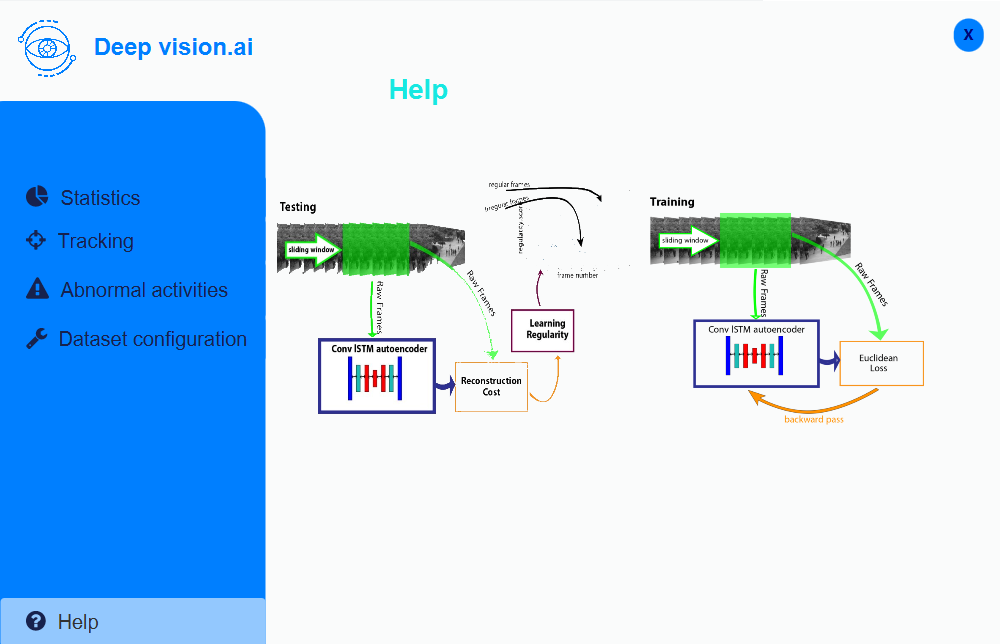 Deep vision.ai
X
Help
Statistics
Tracking
Abnormal activities
Dataset configuration
Help
Testing
sliding window
Raw Frames
Raw Frames
Conv lSTM autoencoder
Reconstruction
Cost
Learning
Regularity
regular frames
irregular frames
Regularity score
frame number
Training
sliding window
Raw Frames
Raw Frames
Conv lSTM autoencoder
Euclidean
Loss
backward pass